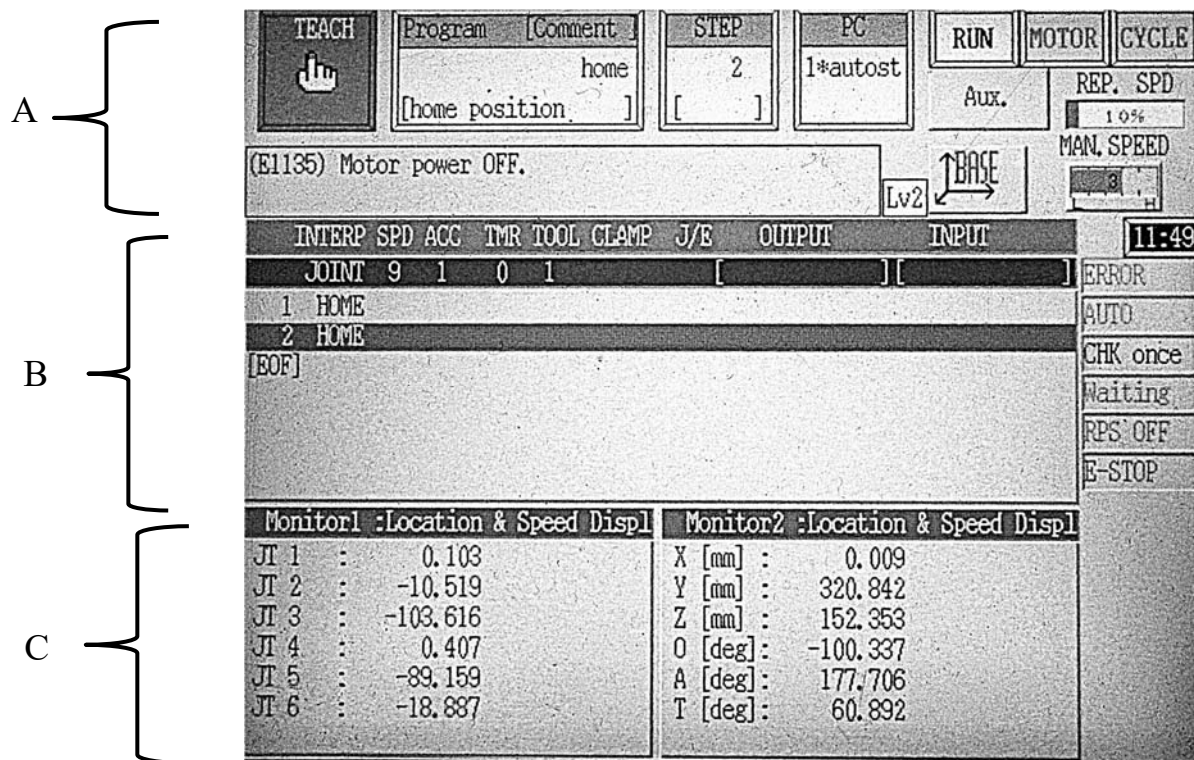 A
TEACH
Program [Comment ]
home
[home position ]
STEP
2
[ ]
PC
1*autost
RUN MOTOR CYCLE
Aux.
REP. SPD
10%
MAN. SPEED
3
L H
(E1135) Motor power OFF.
Lv2
BASE
B
INTERP SPD ACC TMR TOOL CLAMP J/E OUTPUT INPUT
11:49
JOINT 9 1 0 1 [ ][ ]
1 HOME
2 HOME
[EOF]
ERROR
AUTO
CHK once
Waiting
RPS OFF
E-STOP
C
Monitor1 :Location & Speed Displ
JT 1 : 0.103
JT 2 : -10.519
JT 3 : -103.616
JT 4 : 0.407
JT 5 : -89.159
JT 6 : -18.887
Monitor2 :Location & Speed Displ
X [mm] : 0.009
Y [mm] : 320.842
Z [mm] : 152.353
O [deg]: -100.337
A [deg]: 177.706
T [deg]: 60.892